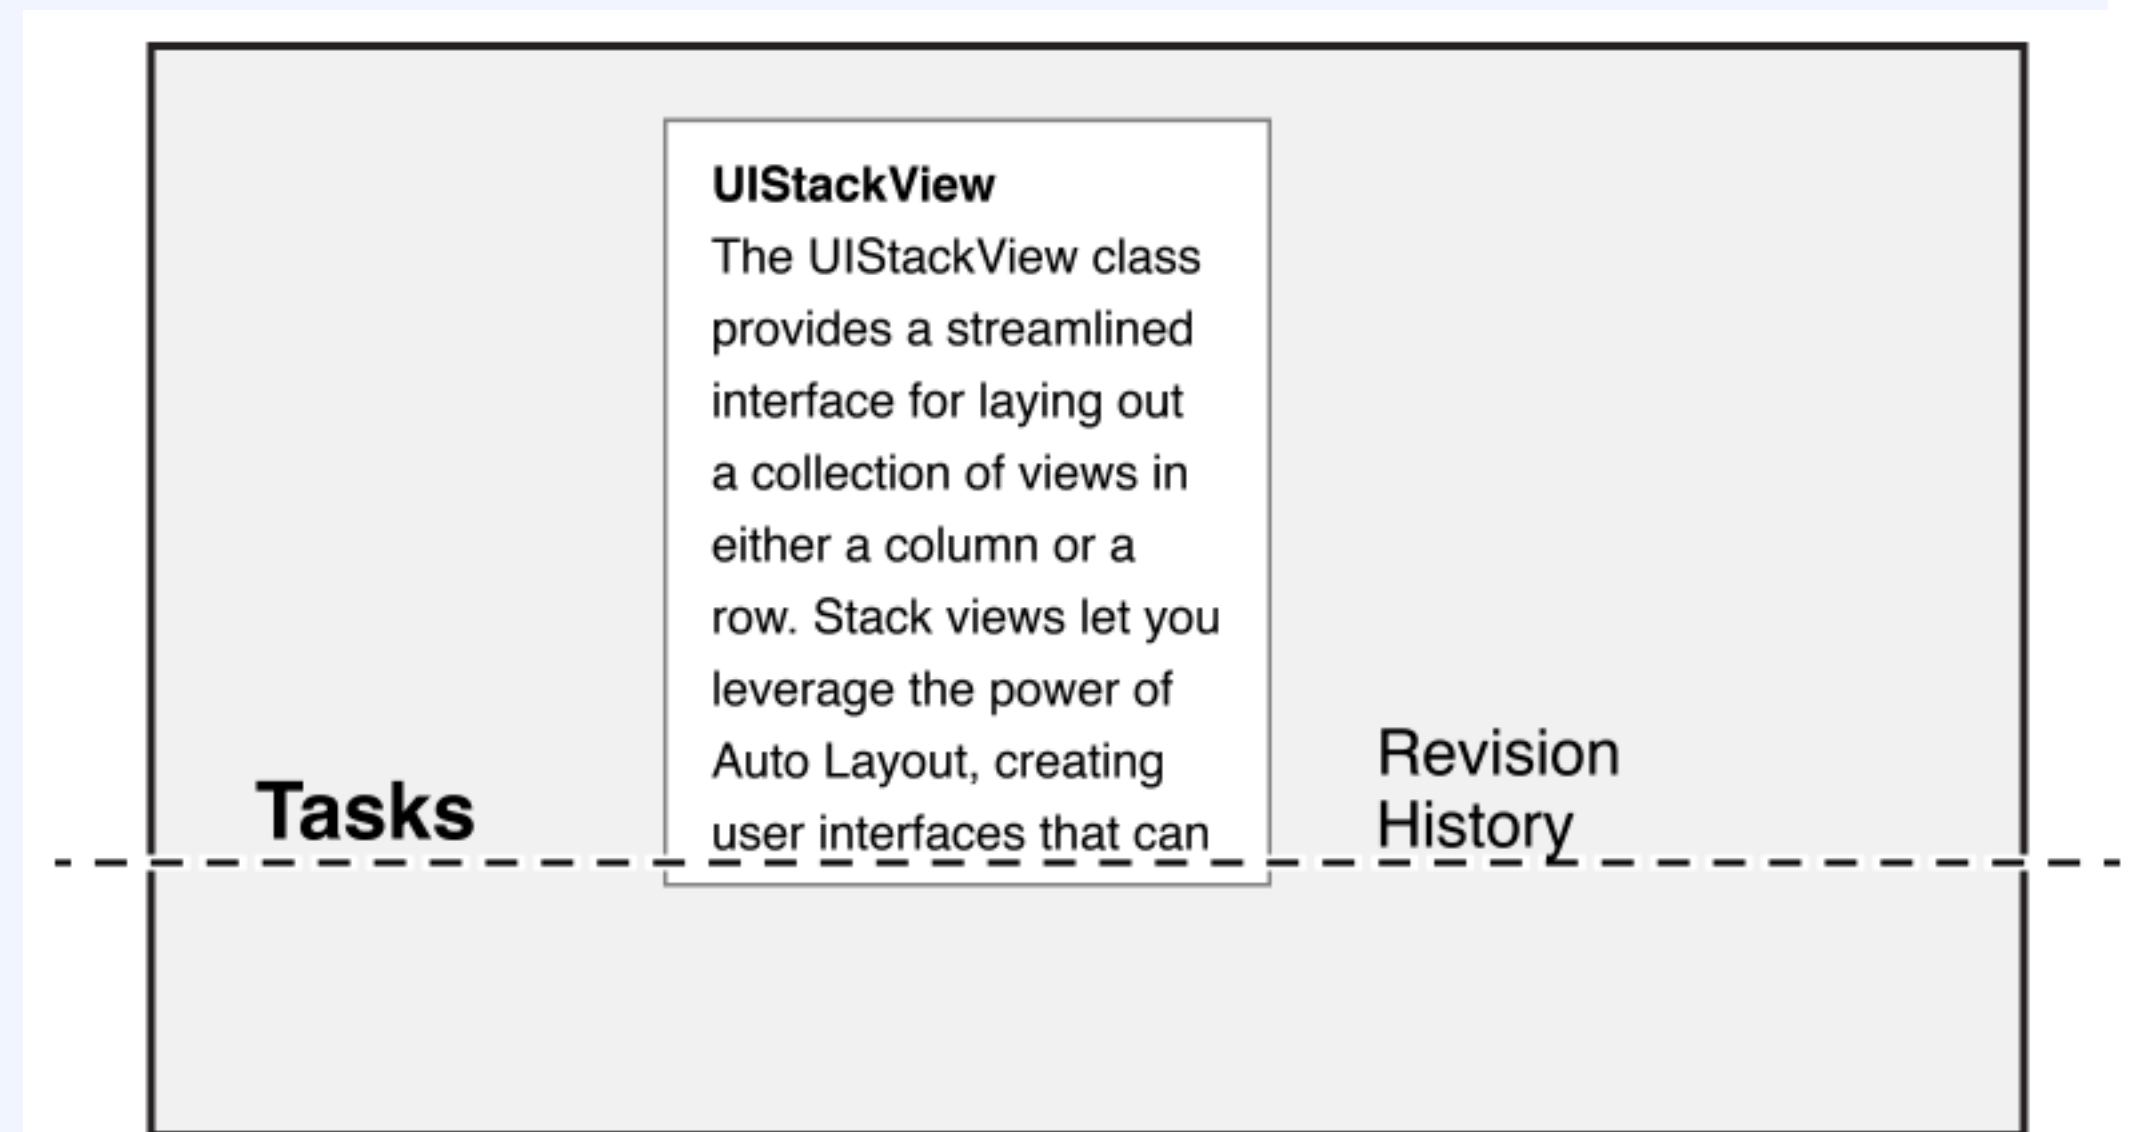 Tasks
UIStackView
The UIStackView class
provides a streamlined
interface for laying out
a collection of views in
either a column or a
row. Stack views let you
leverage the power of
Auto Layout, creating
user interfaces that can
Revision
History